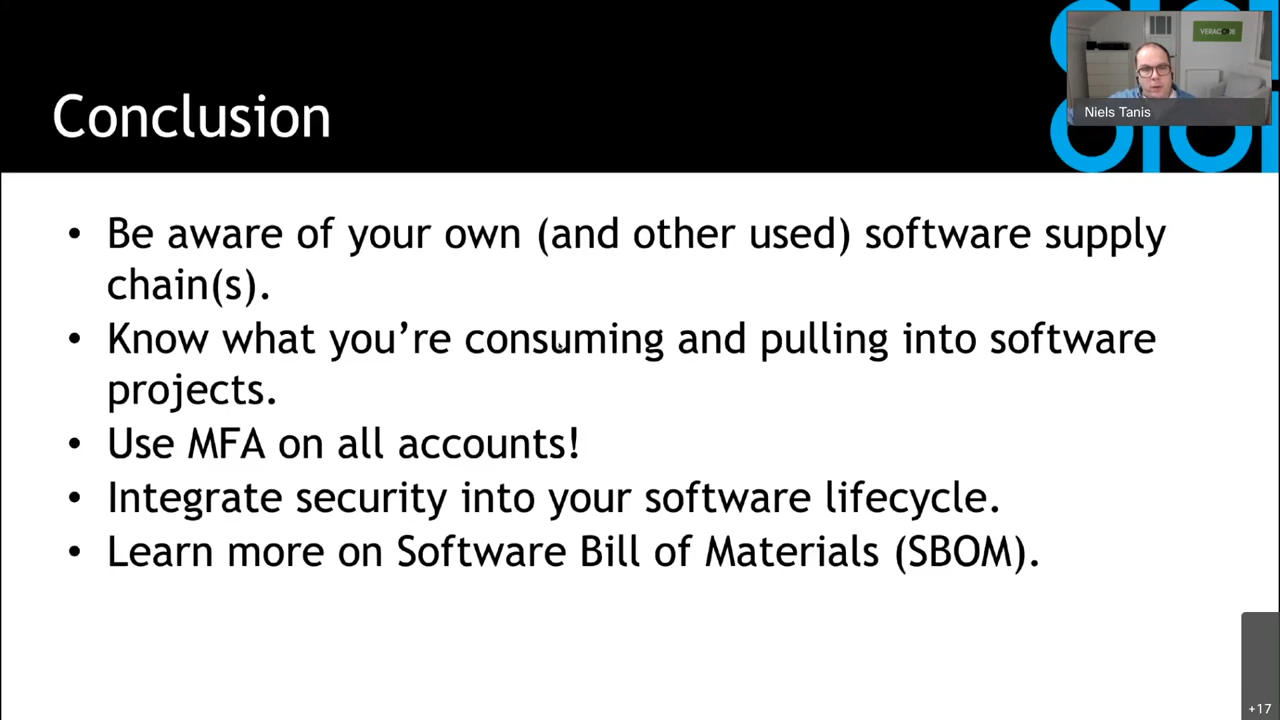 VERACODE
Niels Tanis
Conclusion
• Be aware of your own (and other used) software supply
chain(s).
• Know what you’re consuming and pulling into software
projects.
• Use MFA on all accounts!
• Integrate security into your software lifecycle.
• Learn more on Software Bill of Materials (SBOM).
+17